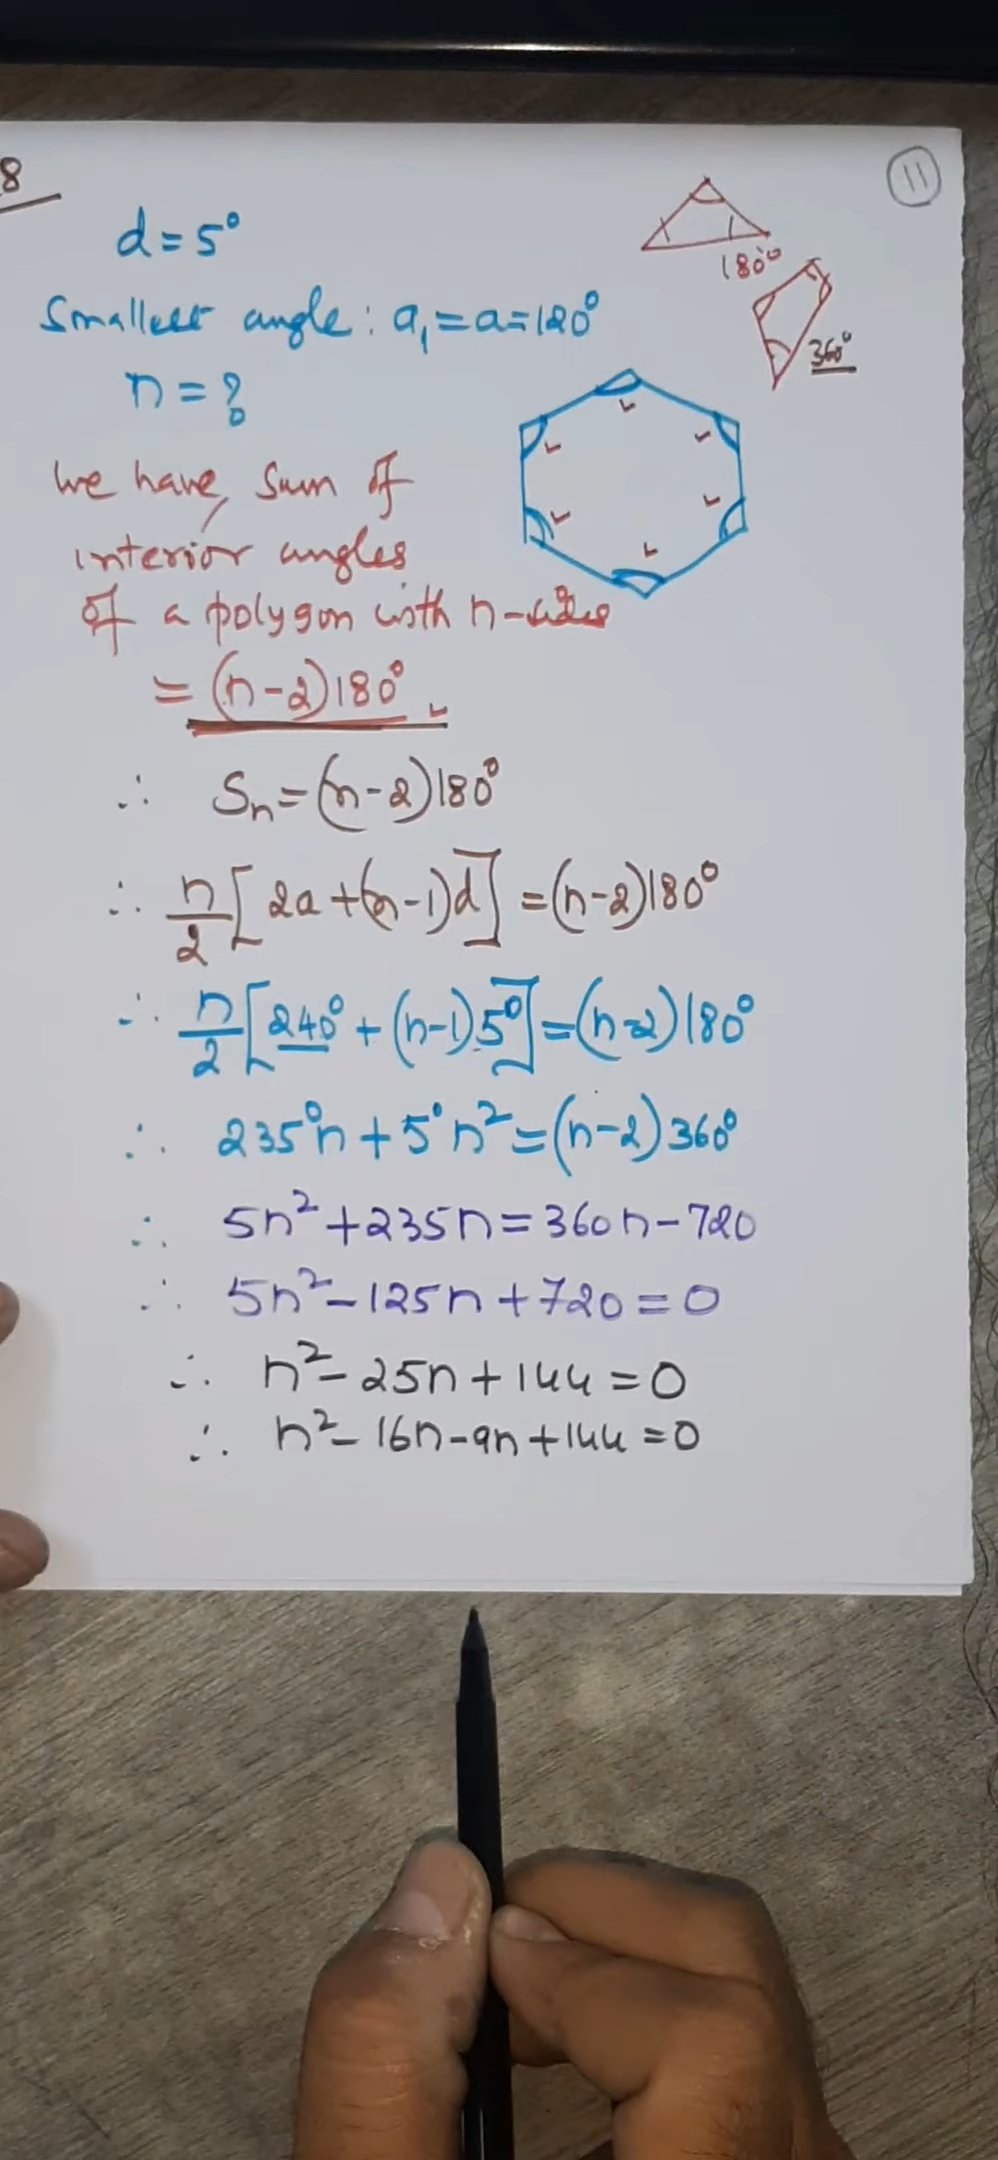 8
11
d = 5°
180°
Smallest angle: a₁ = a = 120°
360°
n = ?
We have, Sum of
interior angles
of a polygon with n-sides
= (n-2)180°
∴ Sₙ = (n-2)180°
∴ n/2 [2a + (n-1)d] = (n-2)180°
∴ n/2 [240° + (n-1)5°] = (n-2)180°
∴ 235°n + 5°n² = (n-2)360°
∴ 5n² + 235n = 360n - 720
∴ 5n² - 125n + 720 = 0
∴ n² - 25n + 144 = 0
∴ n² - 16n - 9n + 144 = 0